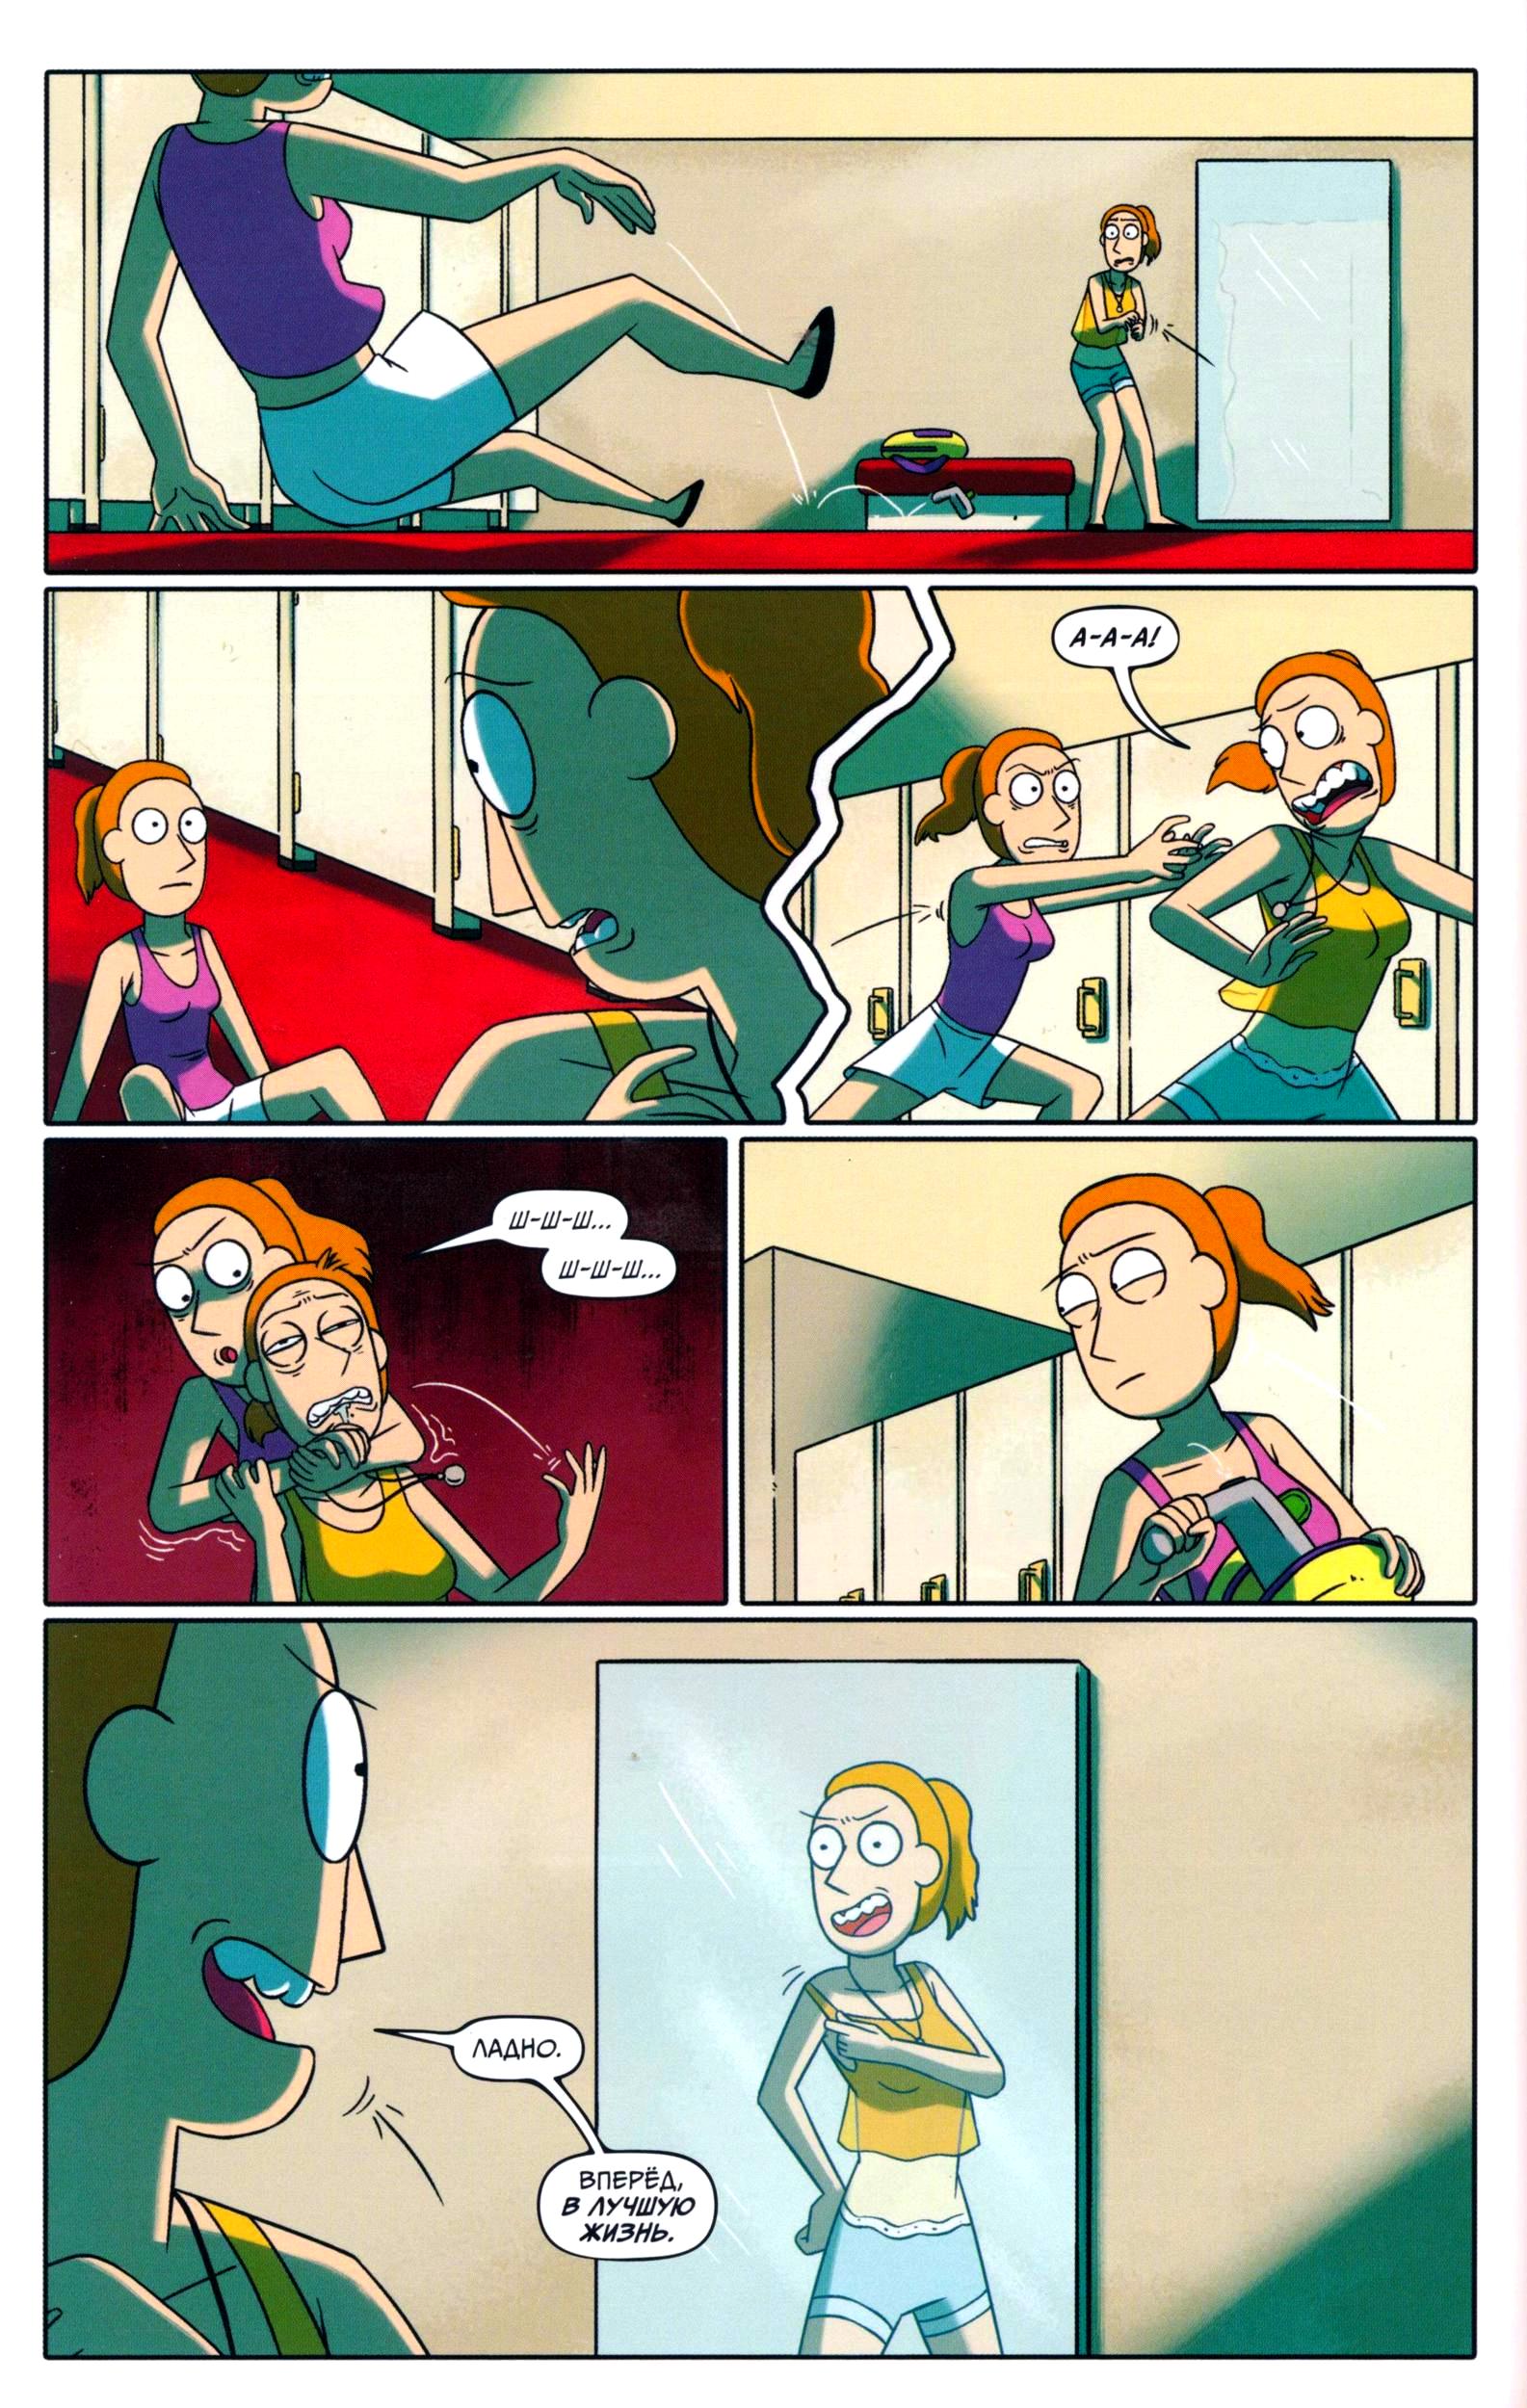 А-А-А!
Ш-Ш-Ш...
Ш-Ш-Ш...
ЛАДНО.
ВПЕРЁД,
В ЛУЧШУЮ
ЖИЗНЬ.